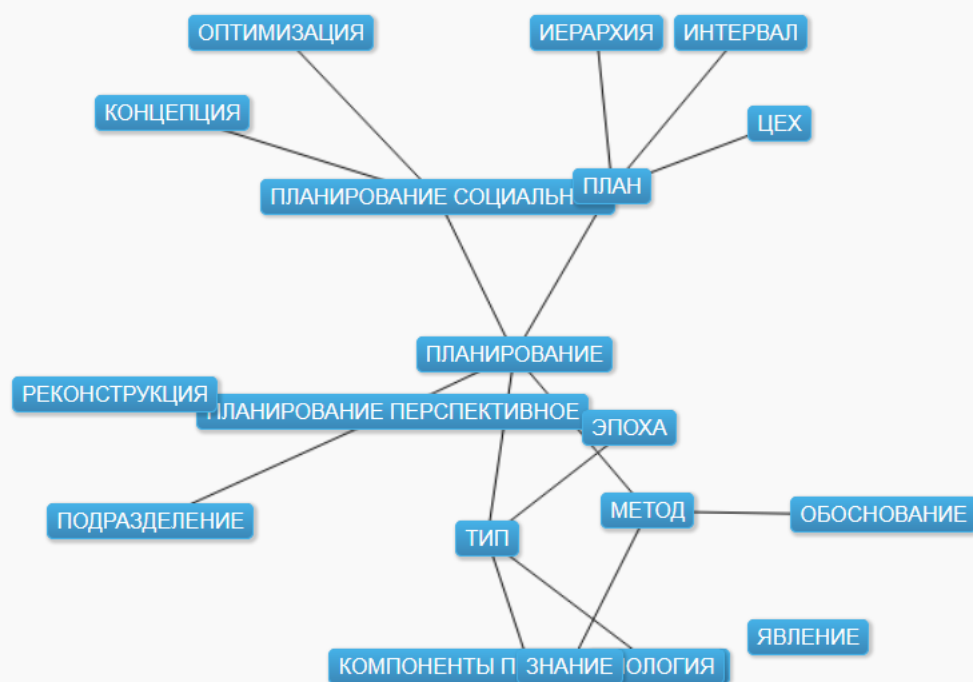 ОПТИМИЗАЦИЯ
ИЕРАРХИЯ
ИНТЕРВАЛ
КОНЦЕПЦИЯ
ЦЕХ
ПЛАНИРОВАНИЕ СОЦИАЛЬН
ПЛАН
ПЛАНИРОВАНИЕ
РЕКОНСТРУКЦИЯ
ПЛАНИРОВАНИЕ ПЕРСПЕКТИВНОЕ
ЭПОХА
ПОДРАЗДЕЛЕНИЕ
ТИП
МЕТОД
ОБОСНОВАНИЕ
ЯВЛЕНИЕ
КОМПОНЕНТЫ П
ЗНАНИЕ
ОЛОГИЯ